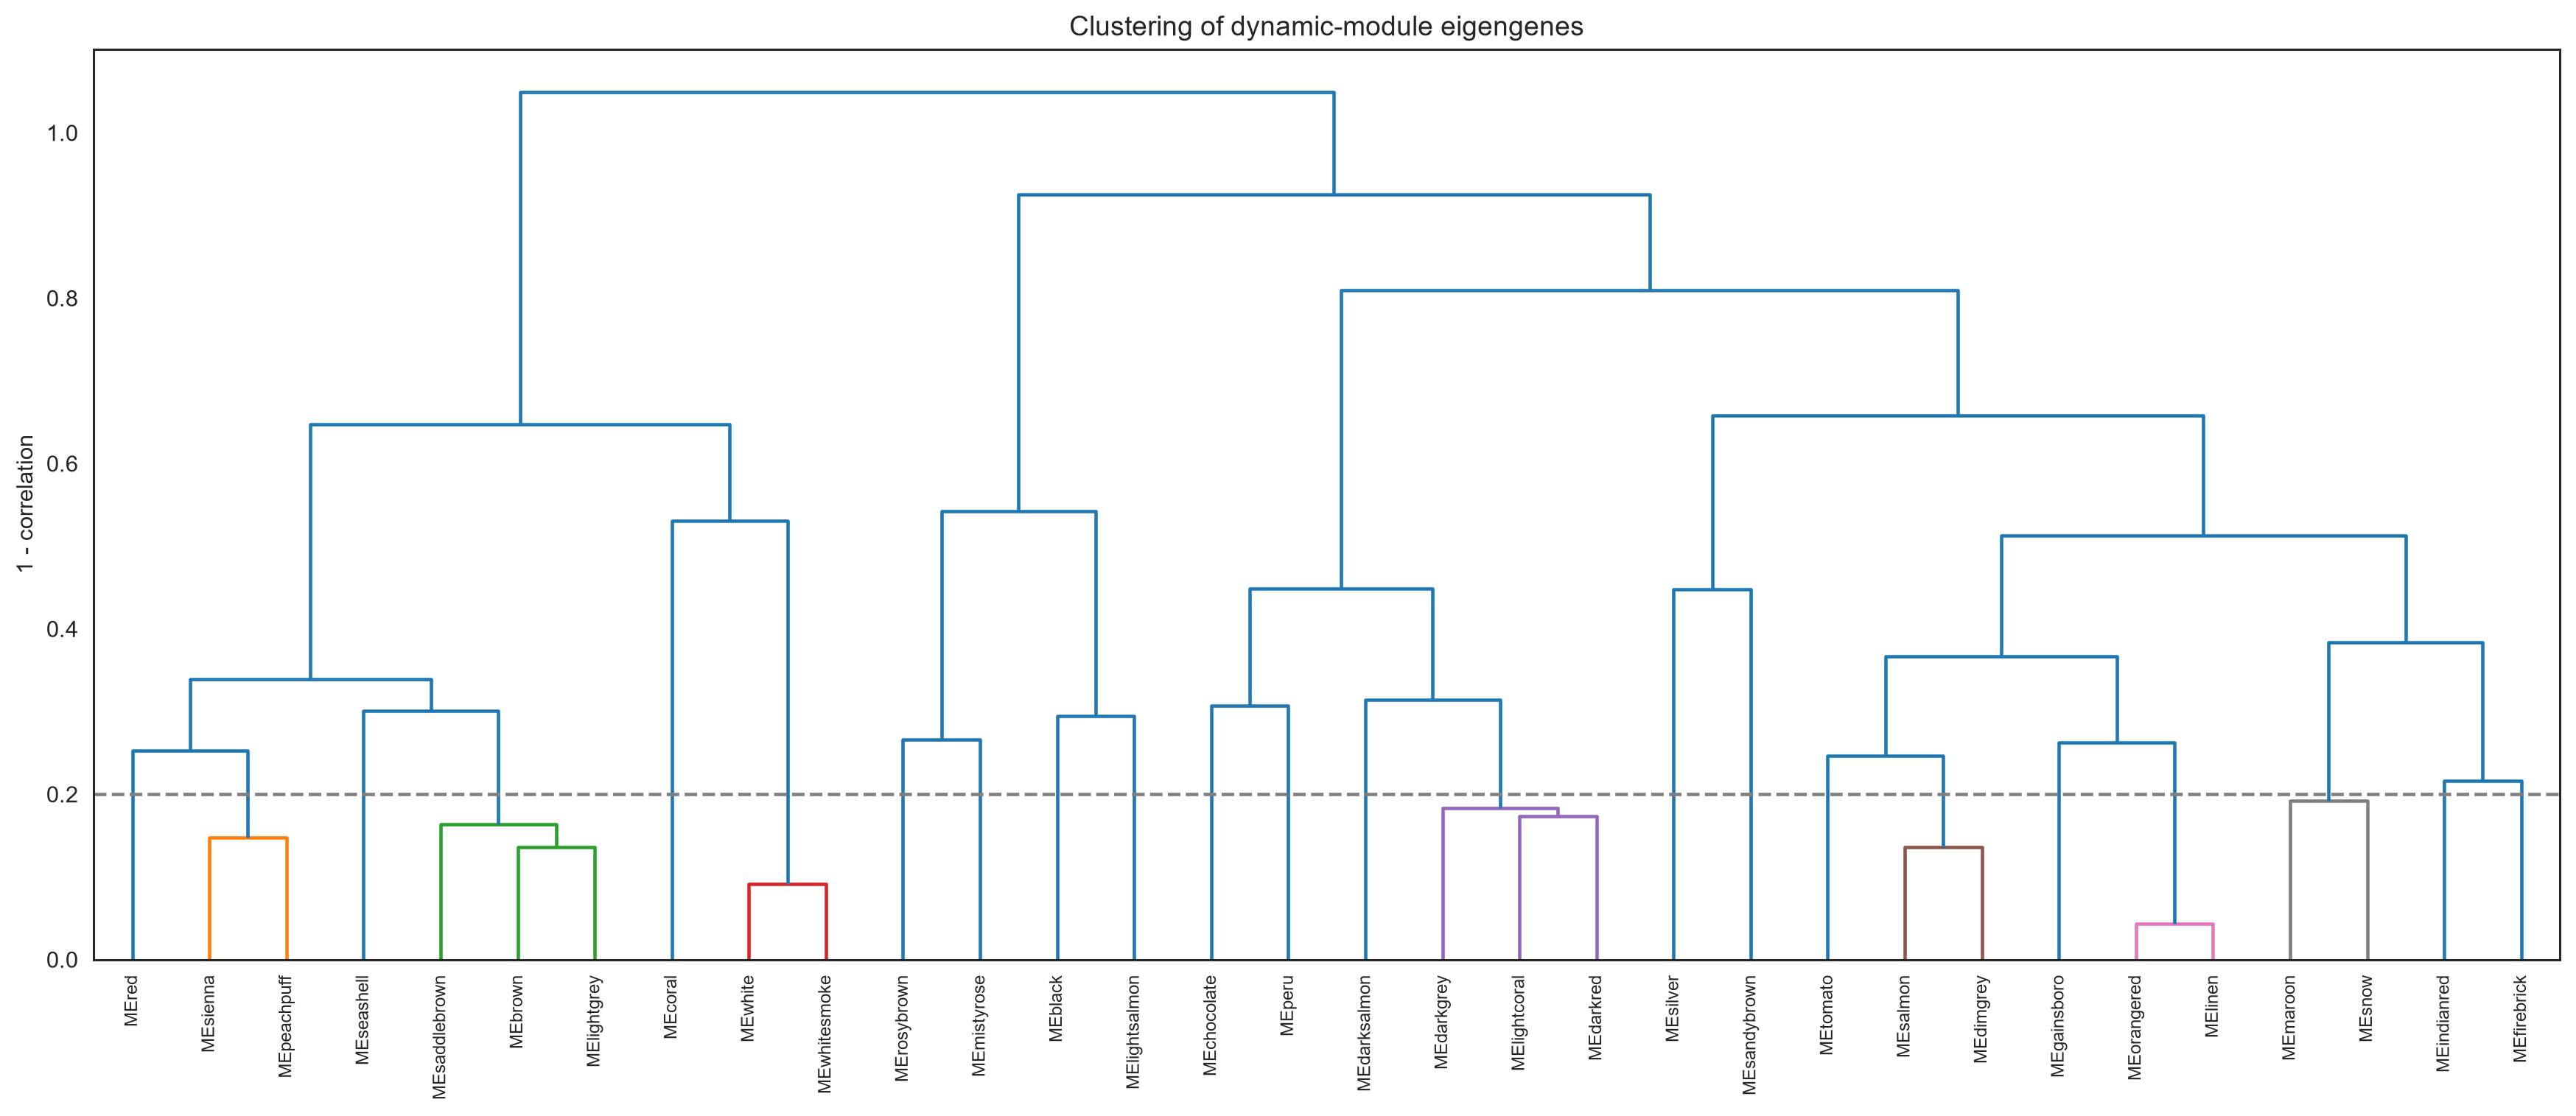 Clustering of dynamic-module eigengenes
1 - correlation
1.0
0.8
0.6
0.4
0.2
0.0
MEred
MEsienna
MEpeachpuff
MEseashell
MEsaddlebrown
MEbrown
MElightgrey
MEcoral
MEwhite
MEwhitesmoke
MErosybrown
MEmistyrose
MEblack
MElightsalmon
MEchocolate
MEperu
MEdarksalmon
MEdarkgrey
MElightcoral
MEdarkred
MEsilver
MEsandybrown
MEtomato
MEsalmon
MEdimgrey
MEgainsboro
MEorangered
MElinen
MEmaroon
MEsnow
MEindianred
MEfirebrick